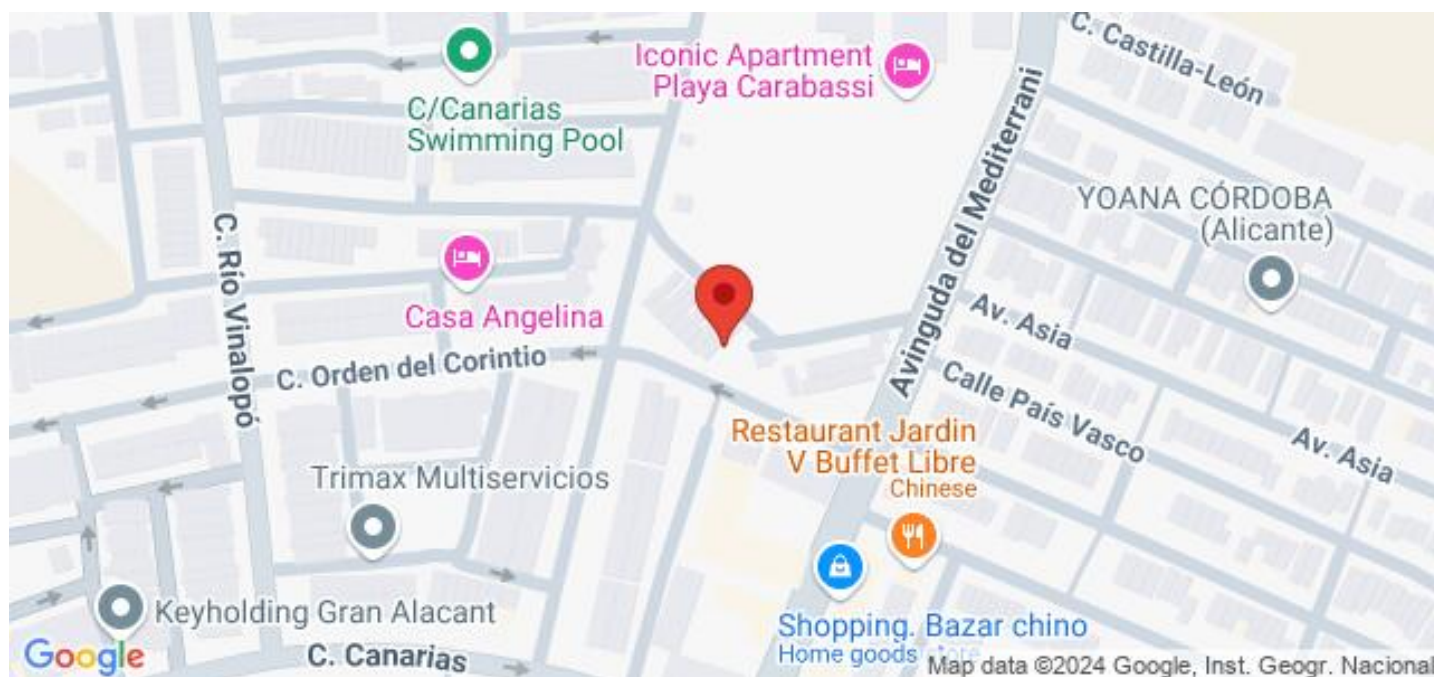 C. Castilla-León
Iconic Apartment
Playa Carabassi
C/Canarias
Swimming Pool
Avinguda del Mediterrani
YOANA CÓRDOBA
(Alicante)
C. Río Vinalopó
Casa Angelina
Av. Asia
C. Orden del Corintio
Calle País Vasco
Av. Asia
Restaurant Jardin
V Buffet Libre
Chinese
Trimax Multiservicios
Keyholding Gran Alacant
Shopping. Bazar chino
Home goods store
C. Canarias
Google
Map data ©2024 Google, Inst. Geogr. Nacional